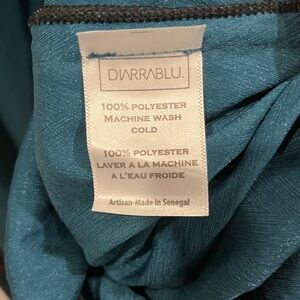 DIARRABLU.
100% POLYESTER
MACHINE WASH
COLD
100% POLYESTER
LAVER A LA MACHINE
A L'EAU FROIDE
Artisan-Made in Senegal